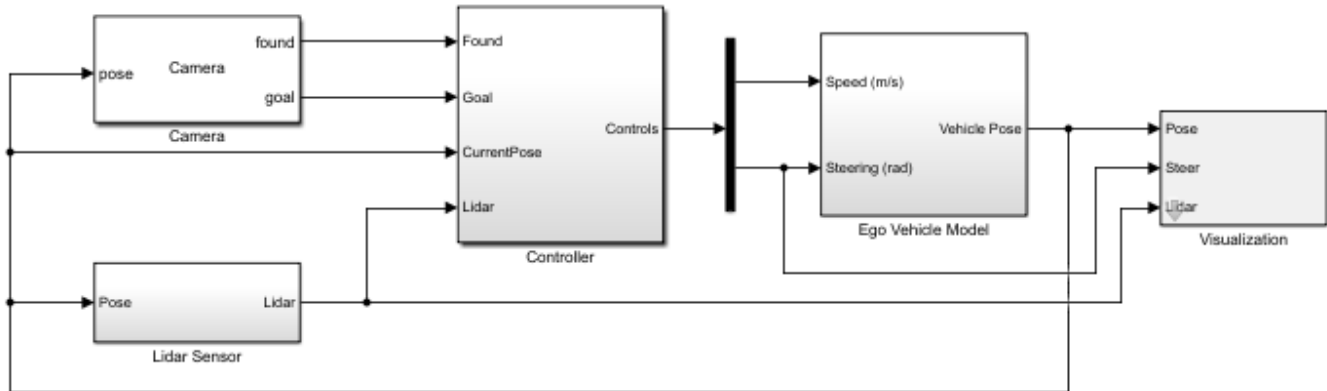 pose
Camera
found
goal
Camera
Found
Goal
CurrentPose
Lidar
Controls
Controller
Pose
Lidar
Lidar Sensor
Speed (m/s)
Steering (rad)
Vehicle Pose
Ego Vehicle Model
Pose
Steer
Lidar
Visualization